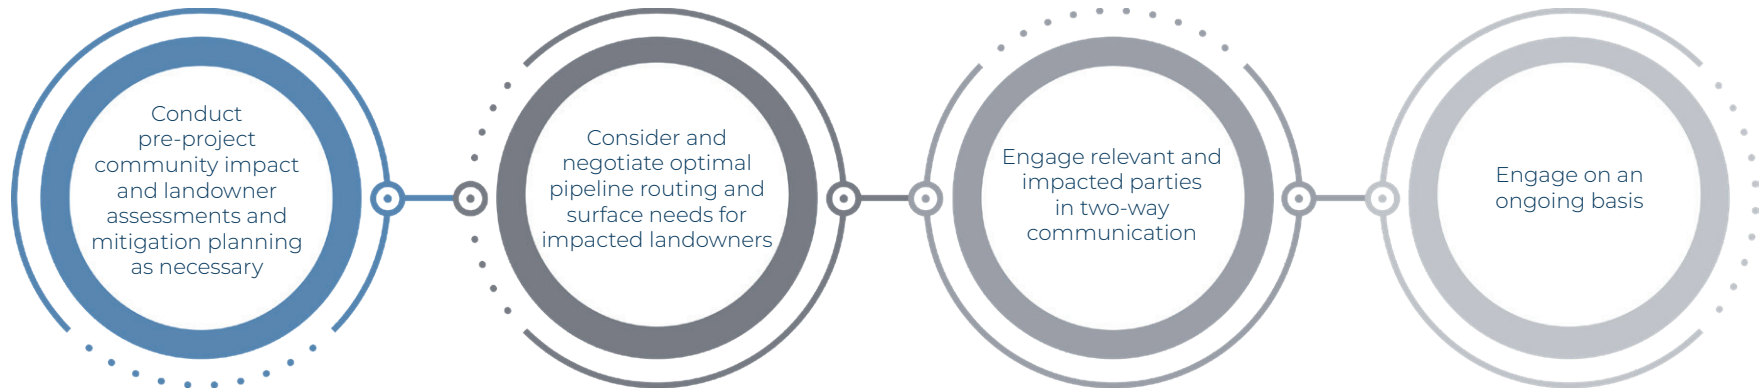 Conduct
pre-project
community impact
and landowner
assessments and
mitigation planning
as necessary
Consider and
negotiate optimal
pipeline routing and
surface needs for
impacted landowners
Engage relevant and
impacted parties
in two-way
communication
Engage on an
ongoing basis